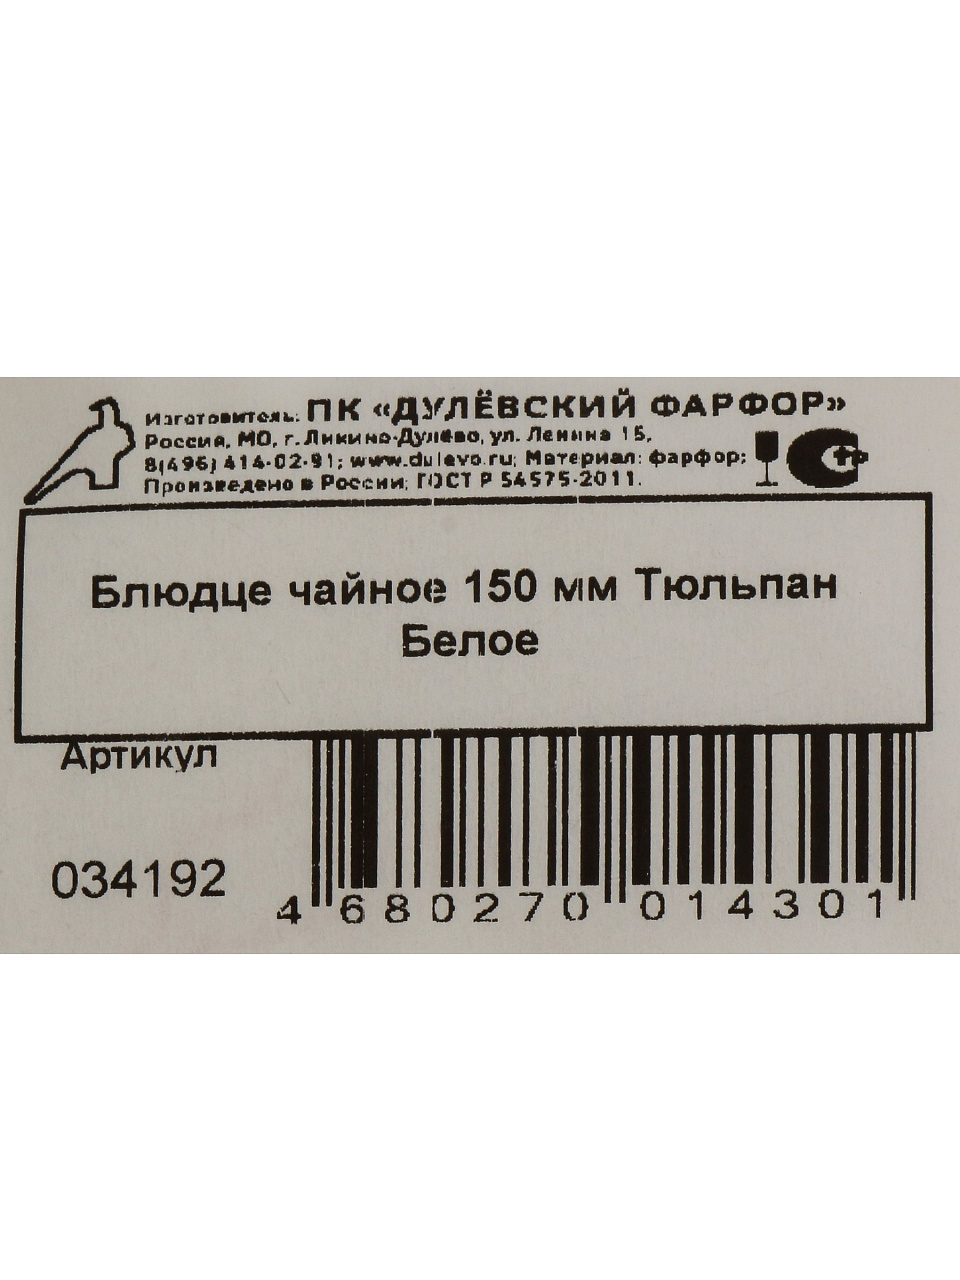 Изготовитель: ПК «ДУЛЁВСКИЙ ФАРФОР»
Россия, МО, г. Ликино-Дулёво, ул. Ленина 15,
8(496) 414-02-91; www.dulevo.ru; Материал: фарфор;
Произведено в России; ГОСТ Р 54575-2011.
Блюдце чайное 150 мм Тюльпан
Белое
Артикул
034192
4 680270 014301